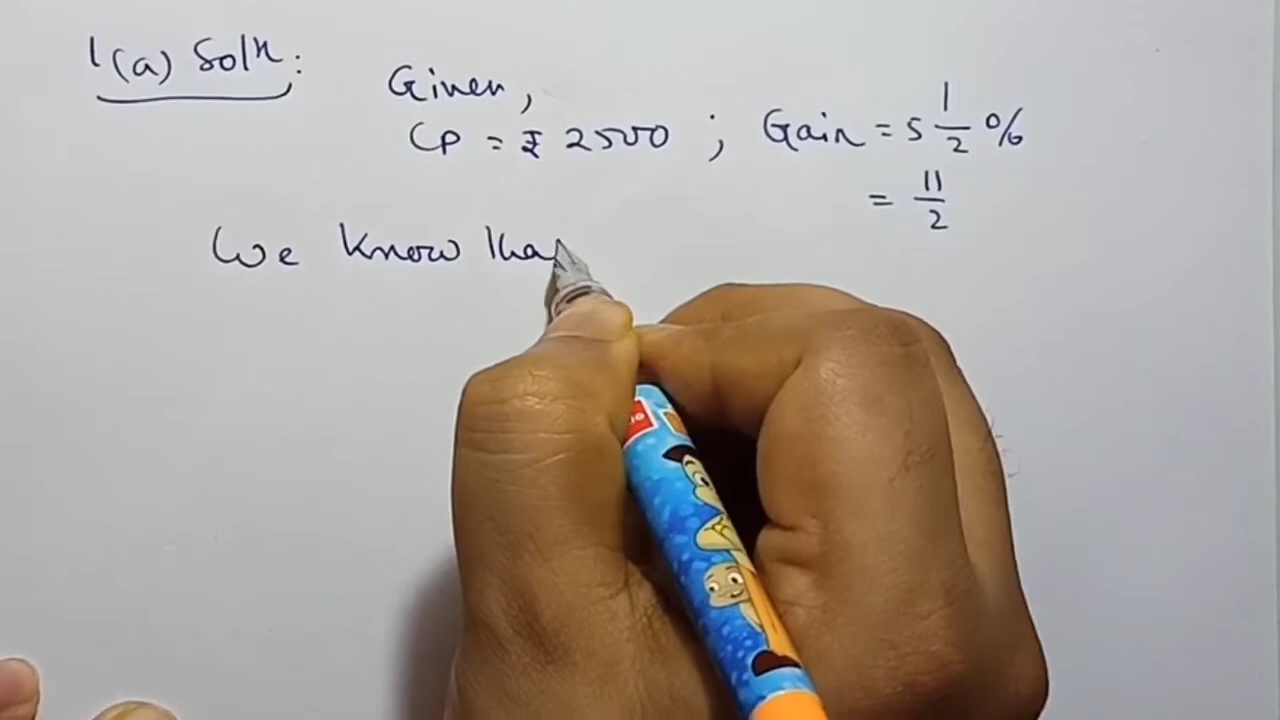 1(a) Soln:
Given,
CP = ₹ 2500 ; Gain = 5 1/2 %
= 11/2
We know tha